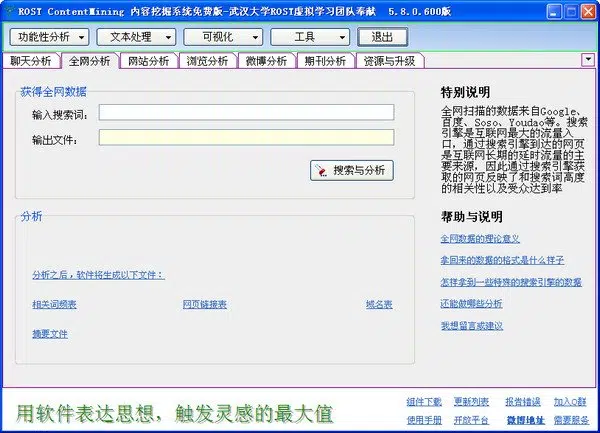 ROST ContentMining 内容挖掘系统免费版-武汉大学ROST虚拟学习团队奉献 5.8.0.600版
功能性分析 文本处理 可视化 工具 退出
聊天分析 全网分析 网站分析 浏览分析 微博分析 期刊分析 资源与升级
获得全网数据
输入搜索词:
输出文件:
搜索与分析
分析
分析之后,软件将生成以下文件:
相关词频表 网页链接表 域名表
摘要文件
特别说明
全网扫描的数据来自Google、
百度、Soso、Youdao等。搜索
引擎是互联网最大的流量入
口,通过搜索引擎到达的网页
是互联网长期的延时流量的主
要来源,因此通过搜索引擎获
取的网页反映了和搜索词高度
的相关性以及受众达到率
帮助与说明
全网数据的理论意义
拿回来的数据的格式是什么样子
怎样拿到一些特殊的搜索引擎的数据
还能做哪些分析
我想留言或建议
用软件表达思想,触发灵感的最大值
组件下载 更新列表 报告错误 加入Q群
使用手册 开放平台 微博地址 需要服务